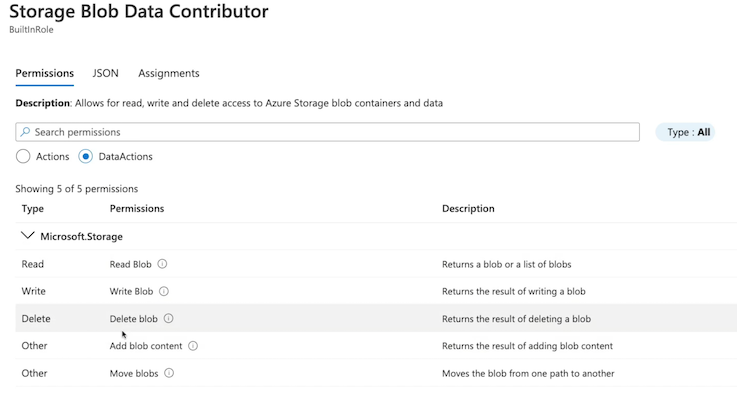 Storage Blob Data Contributor
BuiltInRole
Permissions JSON Assignments
Description: Allows for read, write and delete access to Azure Storage blob containers and data
Search permissions Type : All
Actions DataActions
Showing 5 of 5 permissions
Type Permissions Description
Microsoft.Storage
Read Read Blob Returns a blob or a list of blobs
Write Write Blob Returns the result of writing a blob
Delete Delete blob Returns the result of deleting a blob
Other Add blob content Returns the result of adding blob content
Other Move blobs Moves the blob from one path to another